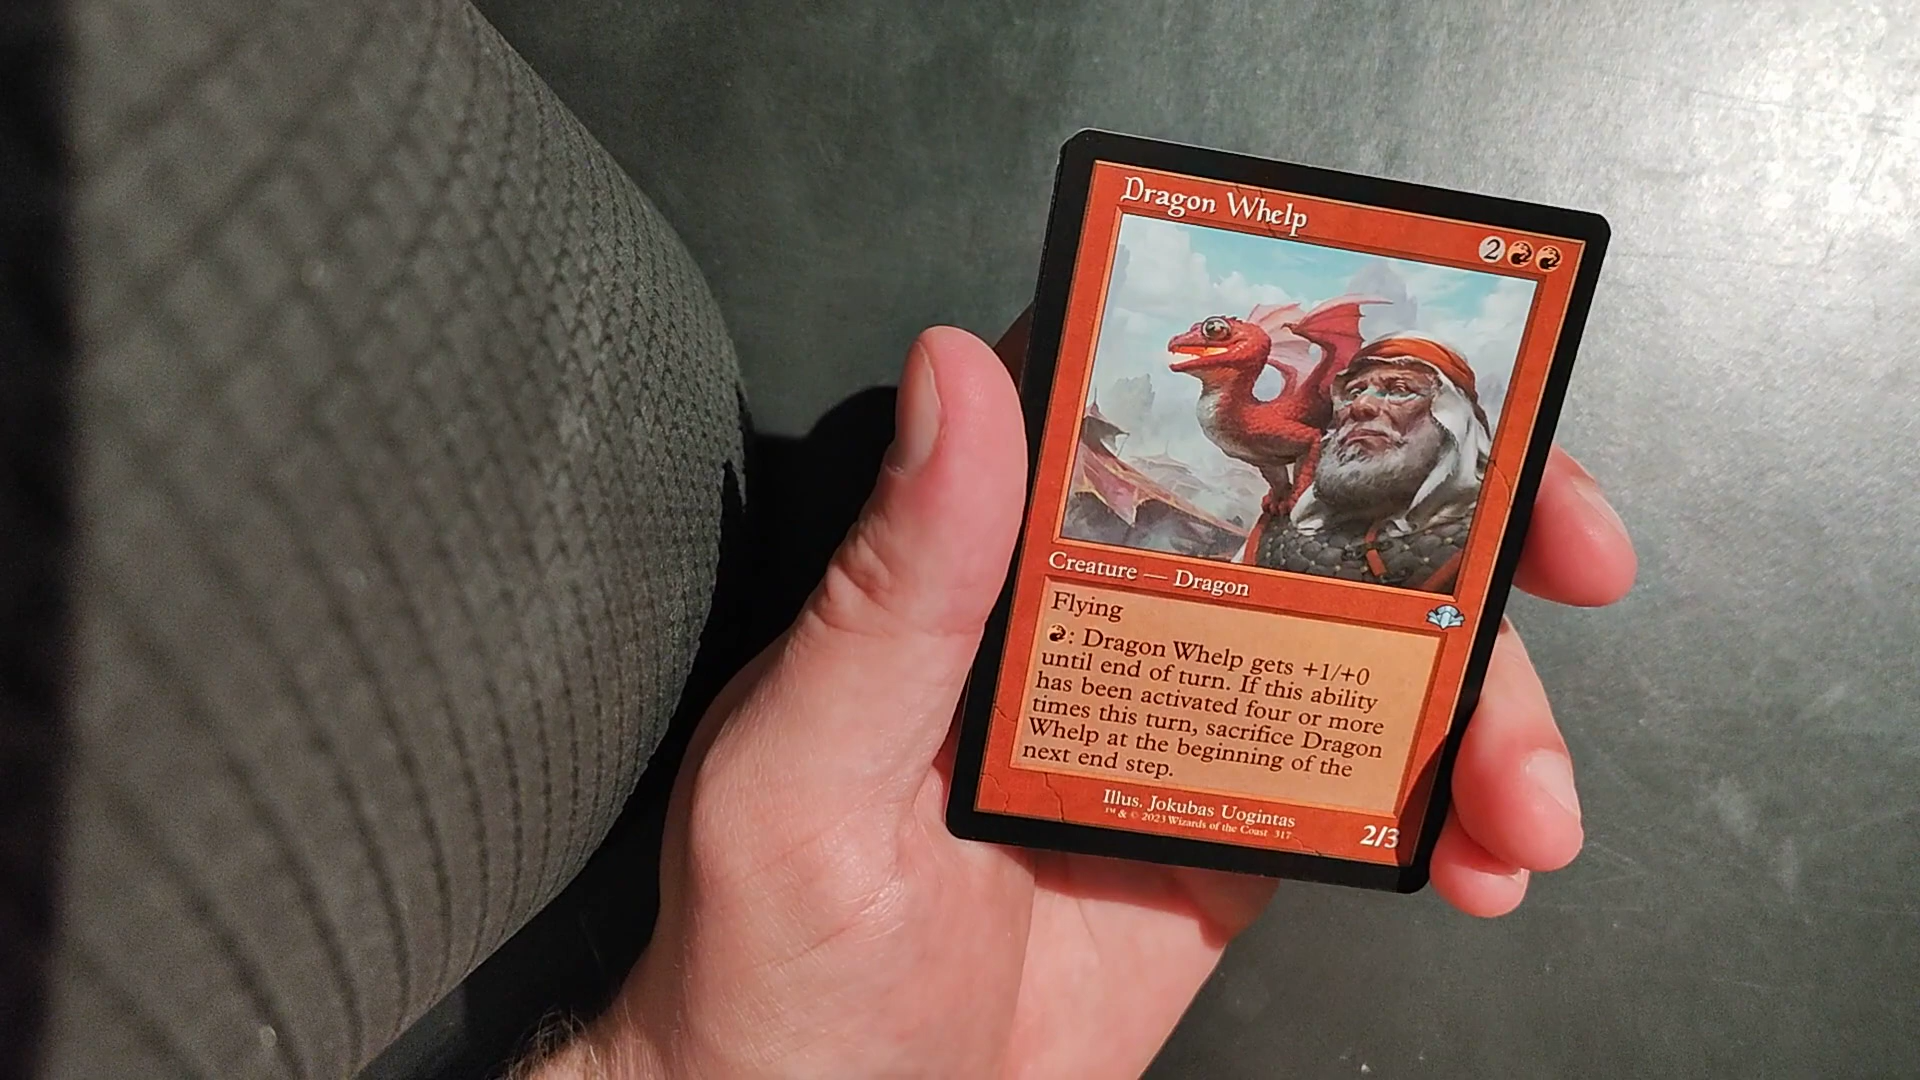 Dragon Whelp
2
Creature — Dragon
Flying
: Dragon Whelp gets +1/+0
until end of turn. If this ability
has been activated four or more
times this turn, sacrifice Dragon
Whelp at the beginning of the
next end step.
Illus. Jokubas Uogintas
™ & © 2023 Wizards of the Coast 317
2/3